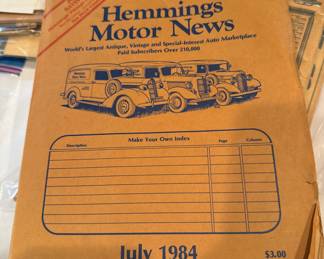 Hemmings
Motor News
World's Largest Antique, Vintage and Special-Interest Auto Marketplace
Paid Subscribers Over 210,000
Make Your Own Index
Description Page Column
July 1984
$3.00